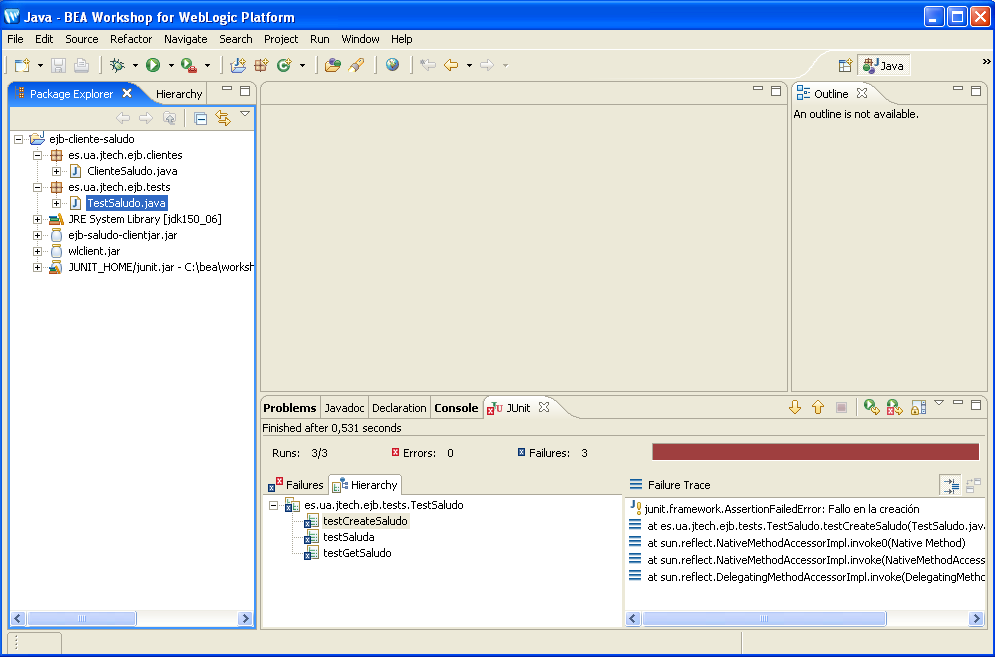 Java - BEA Workshop for WebLogic Platform
File Edit Source Refactor Navigate Search Project Run Window Help
Java
Package Explorer Hierarchy
Outline
An outline is not available.
ejb-cliente-saludo
es.ua.jtech.ejb.clientes
ClienteSaludo.java
es.ua.jtech.ejb.tests
TestSaludo.java
JRE System Library [jdk150_06]
ejb-saludo-clientjar.jar
wlclient.jar
JUNIT_HOME/junit.jar - C:\bea\worksh
Problems Javadoc Declaration Console JUnit
Finished after 0,531 seconds
Runs: 3/3 Errors: 0 Failures: 3
Failures Hierarchy
es.ua.jtech.ejb.tests.TestSaludo
testCreateSaludo
testSaluda
testGetSaludo
Failure Trace
junit.framework.AssertionFailedError: Fallo en la creación
at es.ua.jtech.ejb.tests.TestSaludo.testCreateSaludo(TestSaludo.jav
at sun.reflect.NativeMethodAccessorImpl.invoke0(Native Method)
at sun.reflect.NativeMethodAccessorImpl.invoke(NativeMethodAccess
at sun.reflect.DelegatingMethodAccessorImpl.invoke(DelegatingMetho